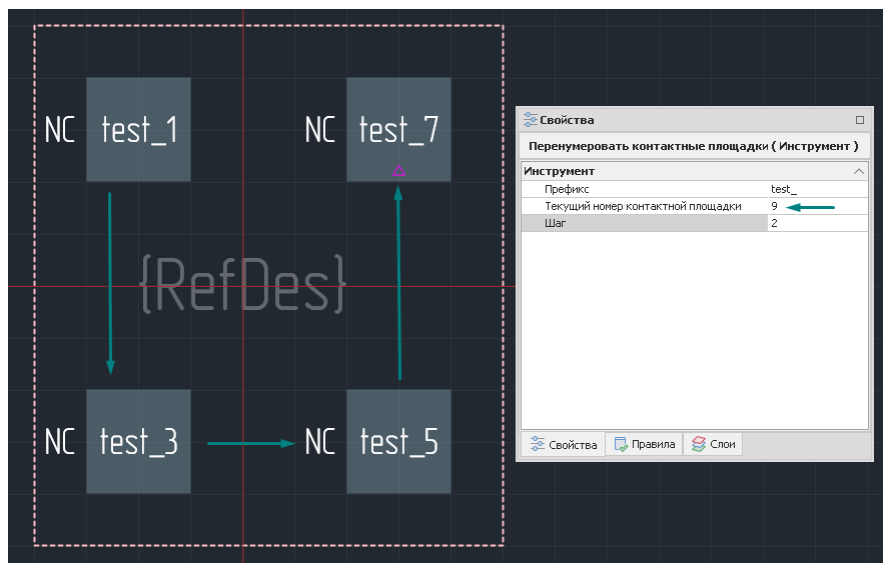 NC test_1
NC test_7
{RefDes}
NC test_3
NC test_5
Свойства
Перенумеровать контактные площадки ( Инструмент )
Инструмент
Префикс test_
Текущий номер контактной площадки 9
Шаг 2
Свойства Правила Слои